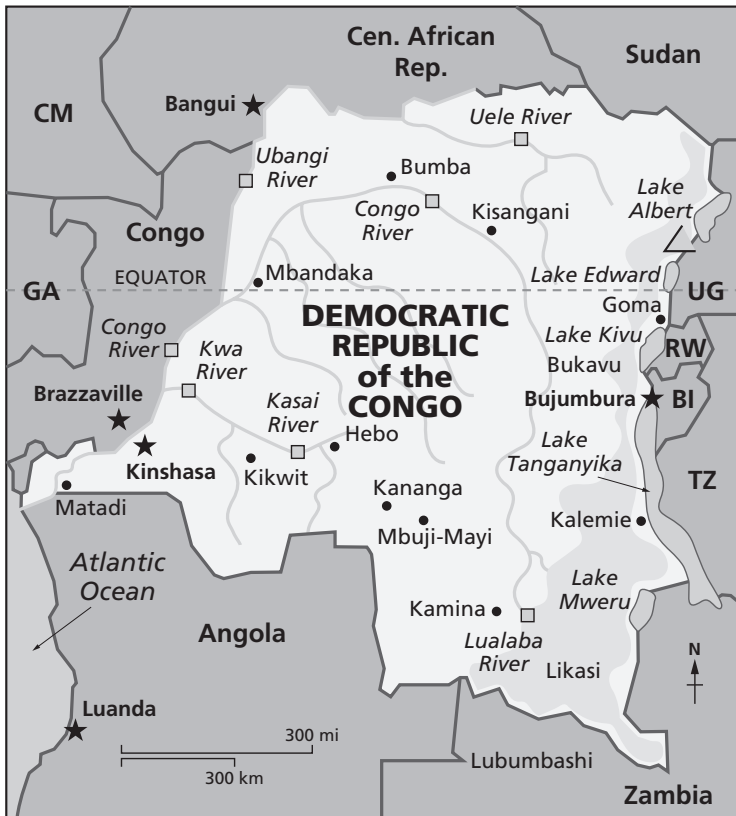 Cen. African
Rep.
Sudan
CM
Bangui
Uele River
Ubangi
River
Bumba
Lake
Albert
Congo
River
Kisangani
Congo
EQUATOR
Mbandaka
Lake Edward
GA
UG
Goma
DEMOCRATIC
REPUBLIC
of the
CONGO
Congo
River
Kwa
River
Lake Kivu
RW
Bukavu
Brazzaville
Kasai
River
Bujumbura
BI
Hebo
Kinshasa
Kikwit
Lake
Tanganyika
TZ
Matadi
Kananga
Mbuji-Mayi
Kalemie
Atlantic
Ocean
Lake
Mweru
Kamina
Angola
Lualaba
River
N
Likasi
Luanda
300 mi
300 km
Lubumbashi
Zambia